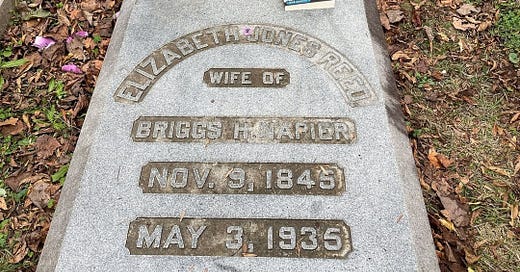 ELIZABETH JONES REED
WIFE OF
BRIGGS H. NAPIER
NOV. 9, 1845
MAY 3, 1935